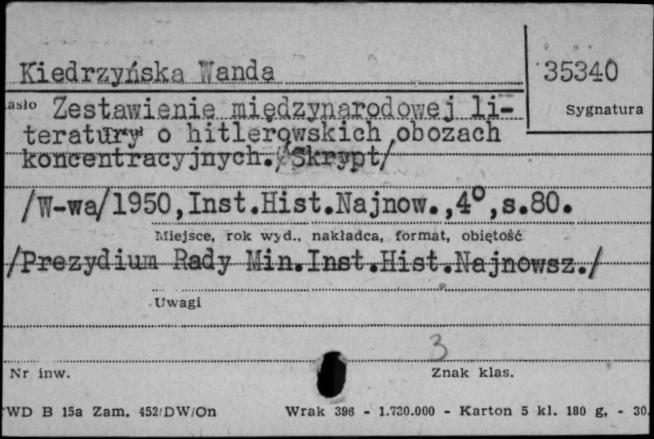 Kiedrzyńska Wanda
35340
asło Zestawienie międzynarodowej li-
Sygnatura
teratury o hitlerowskich obozach
koncentracyjnych./Skrypt/
/W-wa/1950,Inst.Hist.Najnow.,4°,s.80.
Miejsce, rok wyd., nakładca, format, objętość
/Prezydium Rady Min.Inst.Hist.Najnowsz./
Uwagi
3
Nr inw.
Znak klas.
WD B 15a Zam. 452/DW/On
Wrak 396 - 1.730.000 - Karton 5 kl. 180 g. - 30.